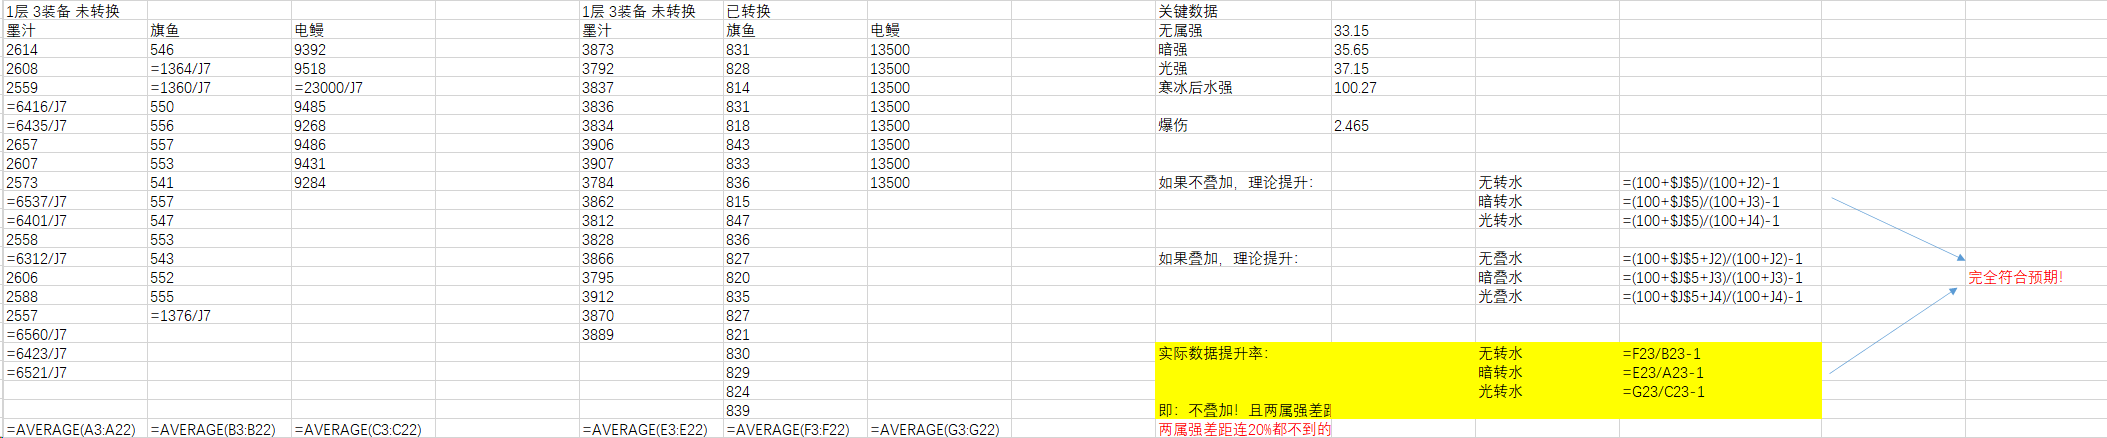 1层 3装备 未转换 1层 3装备 未转换 已转换 关键数据
墨汁 旗鱼 电鳗 墨汁 旗鱼 电鳗 无属强 33.15
2614 546 9392 3873 831 13500 暗强 35.65
2608 =1364/J7 9518 3792 828 13500 光强 37.15
2559 =1360/J7 =23000/J7 3837 814 13500 寒冰后水强 100.27
=6416/J7 550 9485 3836 831 13500
=6435/J7 556 9268 3834 818 13500 爆伤 2.465
2657 557 9486 3906 843 13500
2607 553 9431 3907 833 13500
2573 541 9284 3784 836 13500 如果不叠加，理论提升： 无转水 =(100+$J$5)/(100+J2)-1
=6537/J7 557 3862 815 暗转水 =(100+$J$5)/(100+J3)-1
=6401/J7 547 3812 847 光转水 =(100+$J$5)/(100+J4)-1
2558 553 3828 836
=6312/J7 543 3866 827 如果叠加，理论提升： 无叠水 =(100+$J$5+J2)/(100+J2)-1
2606 552 3795 820 暗叠水 =(100+$J$5+J3)/(100+J3)-1 完全符合预期！
2588 555 3912 835 光叠水 =(100+$J$5+J4)/(100+J4)-1
2557 =1376/J7 3870 827
=6560/J7 3889 821
=6423/J7 830 实际数据提升率： 无转水 =F23/B23-1
=6521/J7 829 暗转水 =E23/A23-1
824 光转水 =G23/C23-1
839 即：不叠加！且两属强差距
=AVERAGE(A3:A22) =AVERAGE(B3:B22) =AVERAGE(C3:C22) =AVERAGE(E3:E22) =AVERAGE(F3:F22) =AVERAGE(G3:G22) 两属强差距连20%都不到的